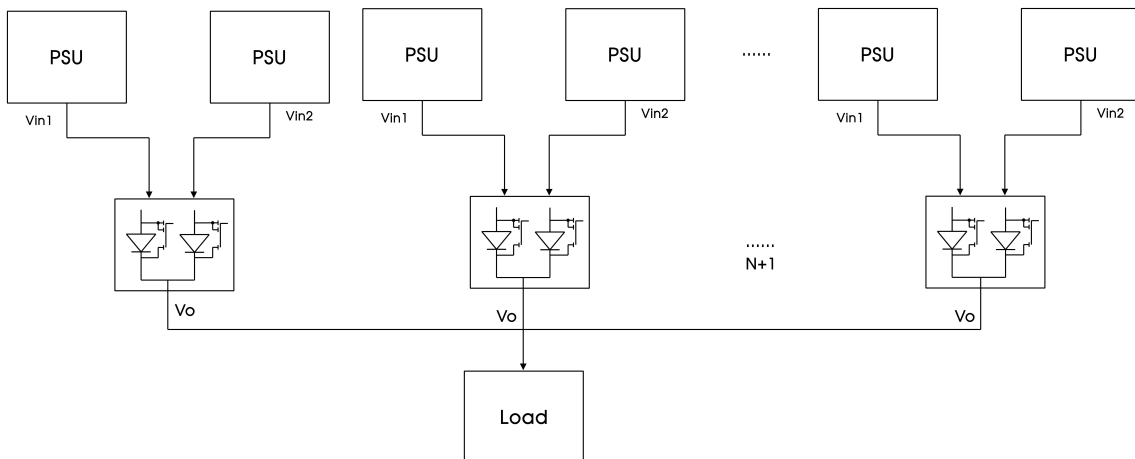 PSU
PSU
PSU
PSU
......
PSU
PSU
Vin1
Vin2
Vin1
Vin2
Vin1
Vin2
......
N+1
Vo
Vo
Vo
Load